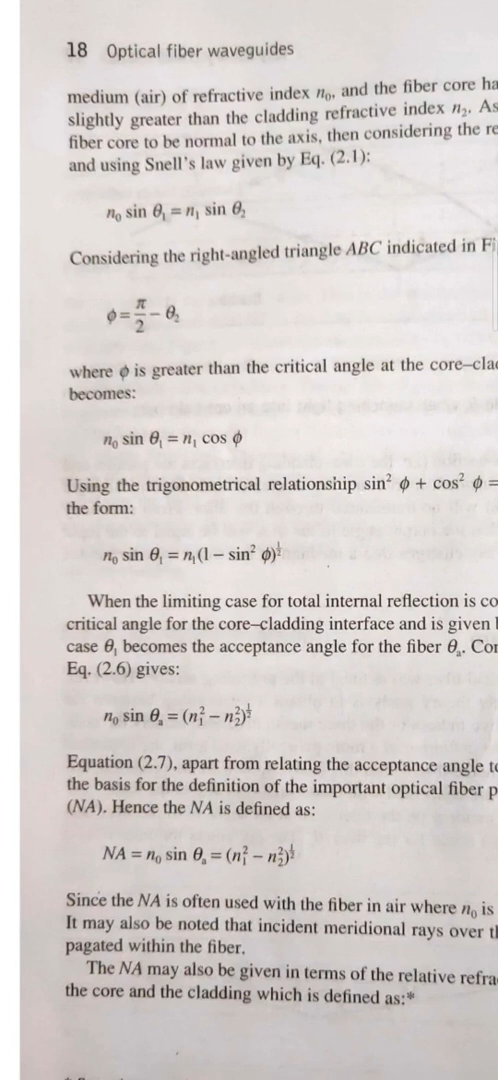 18 Optical fiber waveguides
medium (air) of refractive index n₀, and the fiber core ha
slightly greater than the cladding refractive index n₂. As
fiber core to be normal to the axis, then considering the re
and using Snell's law given by Eq. (2.1):
n₀ sin θ₁ = n₁ sin θ₂
Considering the right-angled triangle ABC indicated in Fi
ϕ = π/2 − θ₂
where ϕ is greater than the critical angle at the core–clad
becomes:
n₀ sin θ₁ = n₁ cos ϕ
Using the trigonometrical relationship sin² ϕ + cos² ϕ =
the form:
n₀ sin θ₁ = n₁(1 − sin² ϕ)^½
When the limiting case for total internal reflection is co
critical angle for the core–cladding interface and is given
case θ₁ becomes the acceptance angle for the fiber θₐ. Con
Eq. (2.6) gives:
n₀ sin θₐ = (n₁² − n₂²)^½
Equation (2.7), apart from relating the acceptance angle to
the basis for the definition of the important optical fiber p
(NA). Hence the NA is defined as:
NA = n₀ sin θₐ = (n₁² − n₂²)^½
Since the NA is often used with the fiber in air where n₀ is
It may also be noted that incident meridional rays over th
pagated within the fiber.
The NA may also be given in terms of the relative refra
the core and the cladding which is defined as:*